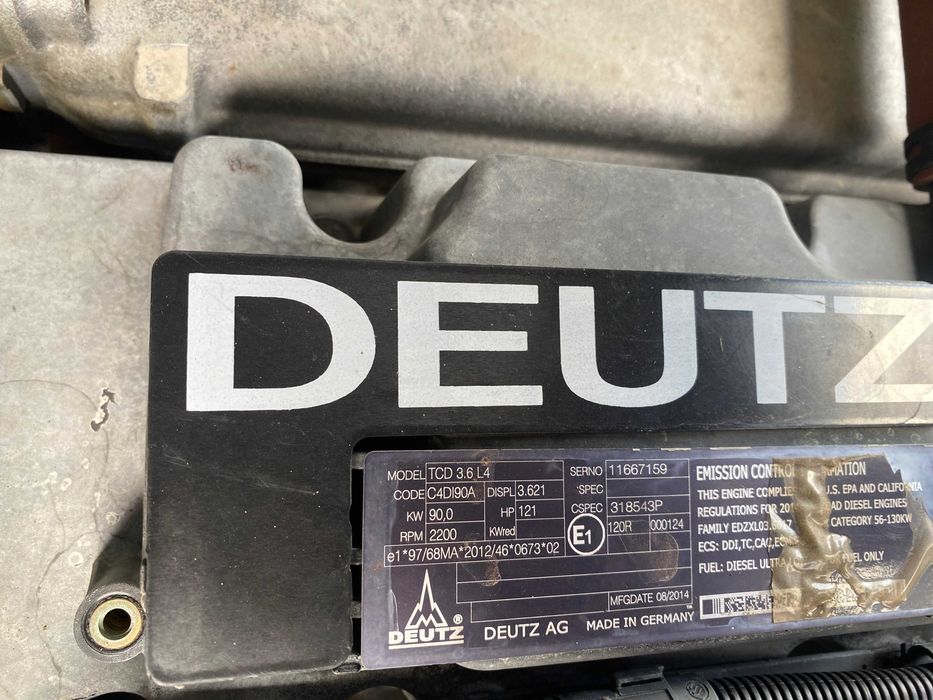 DEUTZ
MODEL TCD 3.6 L4 SERNO 11667159
CODE C4DI90A DISPL 3.621 'SPEC
KW 90,0 HP 121 CSPEC 318543P
RPM 2200 KWred E1 120R 000124
e1*97/68MA*2012/46*0673*02
MFGDATE 08/2014
DEUTZ ® DEUTZ AG MADE IN GERMANY
EMISSION CONTROL INFORMATION
THIS ENGINE COMPLIES U.S. EPA AND CALIFORNIA
REGULATIONS FOR AD DIESEL ENGINES
FAMILY CATEGORY 56-130KW
ECS: DDI,TC,CAC,
FUEL: DIESEL ULTRA FUEL ONLY